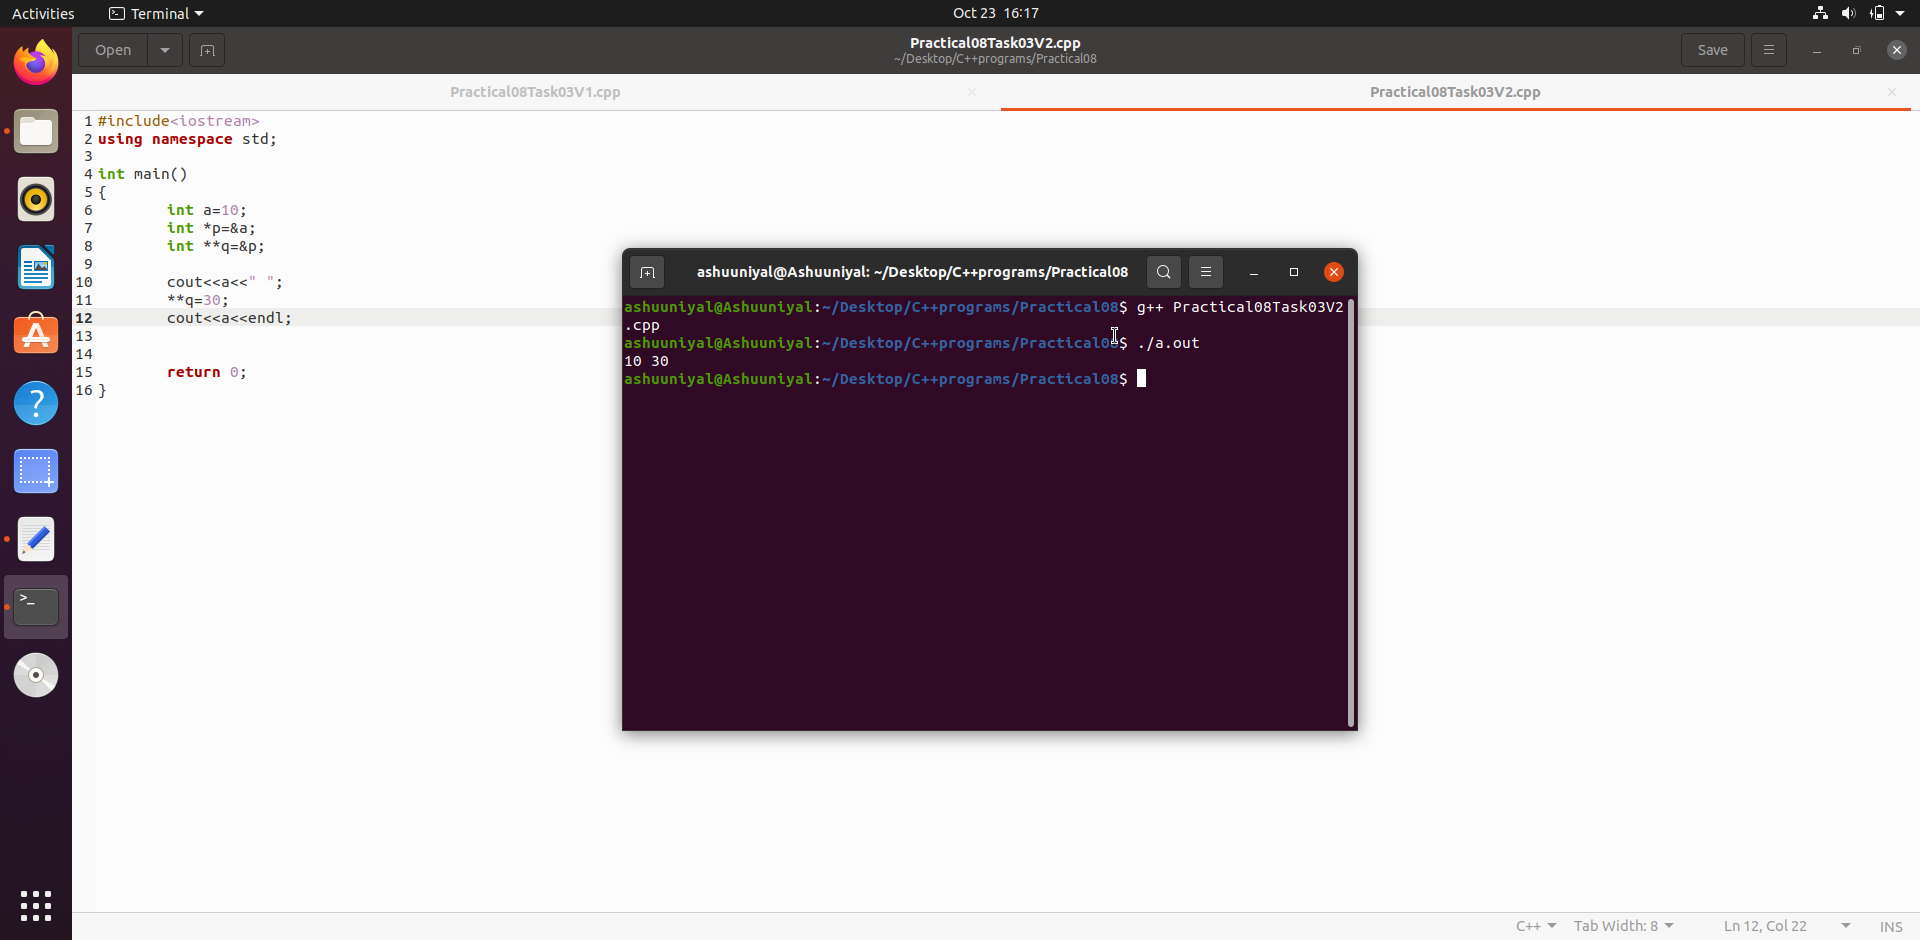 Activities Terminal Oct 23 16:17
Open Practical08Task03V2.cpp Save
~/Desktop/C++programs/Practical08
Practical08Task03V1.cpp Practical08Task03V2.cpp
1 #include<iostream>
2 using namespace std;
3
4 int main()
5 {
6 int a=10;
7 int *p=&a;
8 int **q=&p;
9
10 cout<<a<<" ";
11 **q=30;
12 cout<<a<<endl;
13
14
15 return 0;
16 }
ashuuniyal@Ashuuniyal: ~/Desktop/C++programs/Practical08
ashuuniyal@Ashuuniyal:~/Desktop/C++programs/Practical08$ g++ Practical08Task03V2
.cpp
ashuuniyal@Ashuuniyal:~/Desktop/C++programs/Practical08$ ./a.out
10 30
ashuuniyal@Ashuuniyal:~/Desktop/C++programs/Practical08$
C++ Tab Width: 8 Ln 12, Col 22 INS